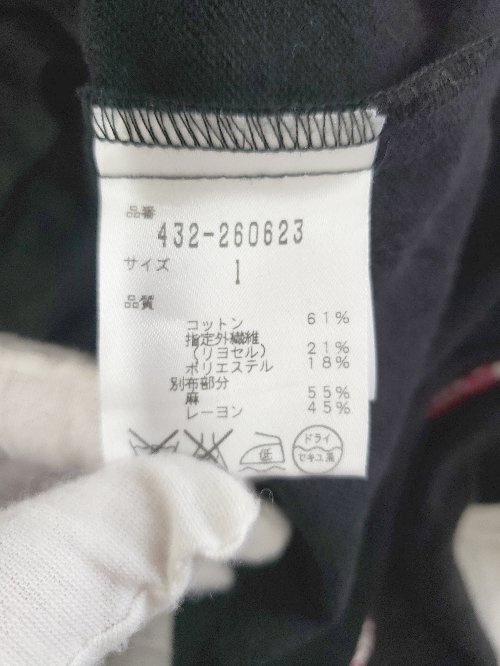 品番
432-260623
サイズ 1
品質
コットン 61%
指定外繊維
（リヨセル） 21%
ポリエステル 18%
別布部分
麻 55%
レーヨン 45%
低
ドライ
セキユ系